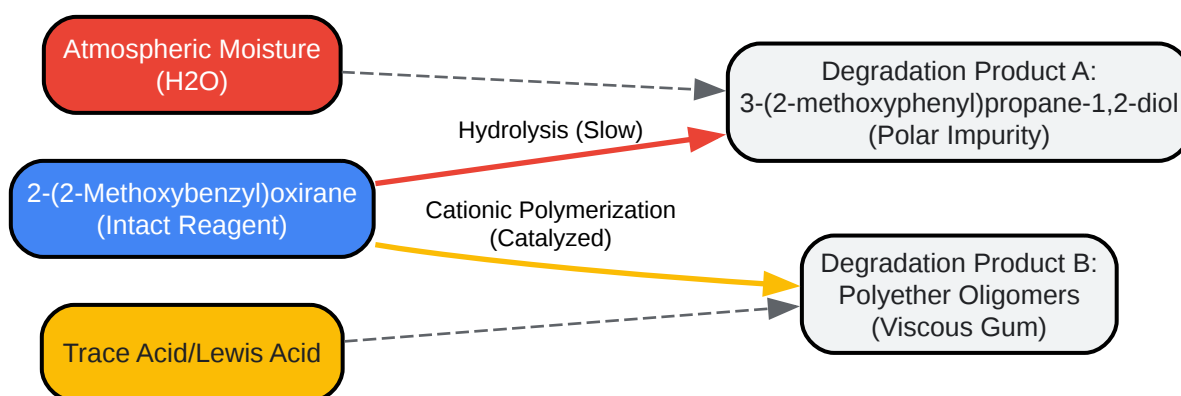 Atmospheric Moisture
(H2O)
Degradation Product A:
3-(2-methoxyphenyl)propane-1,2-diol
(Polar Impurity)
Hydrolysis (Slow)
2-(2-Methoxybenzyl)oxirane
(Intact Reagent)
Cationic Polymerization
(Catalyzed)
Degradation Product B:
Polyether Oligomers
(Viscous Gum)
Trace Acid/Lewis Acid